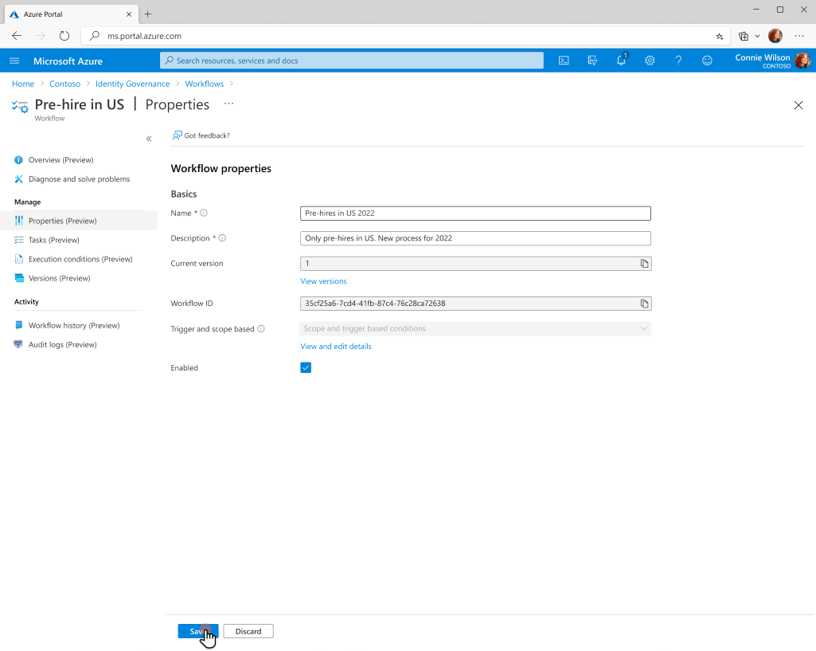 Azure Portal
ms.portal.azure.com
Microsoft Azure
Search resources, services and docs
1
Connie Wilson
CONTOSO
Home > Contoso > Identity Governance > Workflows >
Pre-hire in US | Properties ...
Workflow
«
Got feedback?
Overview (Preview)
Diagnose and solve problems
Manage
Properties (Preview)
Tasks (Preview)
Execution conditions (Preview)
Versions (Preview)
Activity
Workflow history (Preview)
Audit logs (Preview)
Workflow properties
Basics
Name * Pre-hires in US 2022
Description * Only pre-hires in US. New process for 2022
Current version 1
View versions
Workflow ID 35cf25a6-7cd4-41fb-87c4-76c28ca72638
Trigger and scope based Scope and trigger based conditions
View and edit details
Enabled
Discard